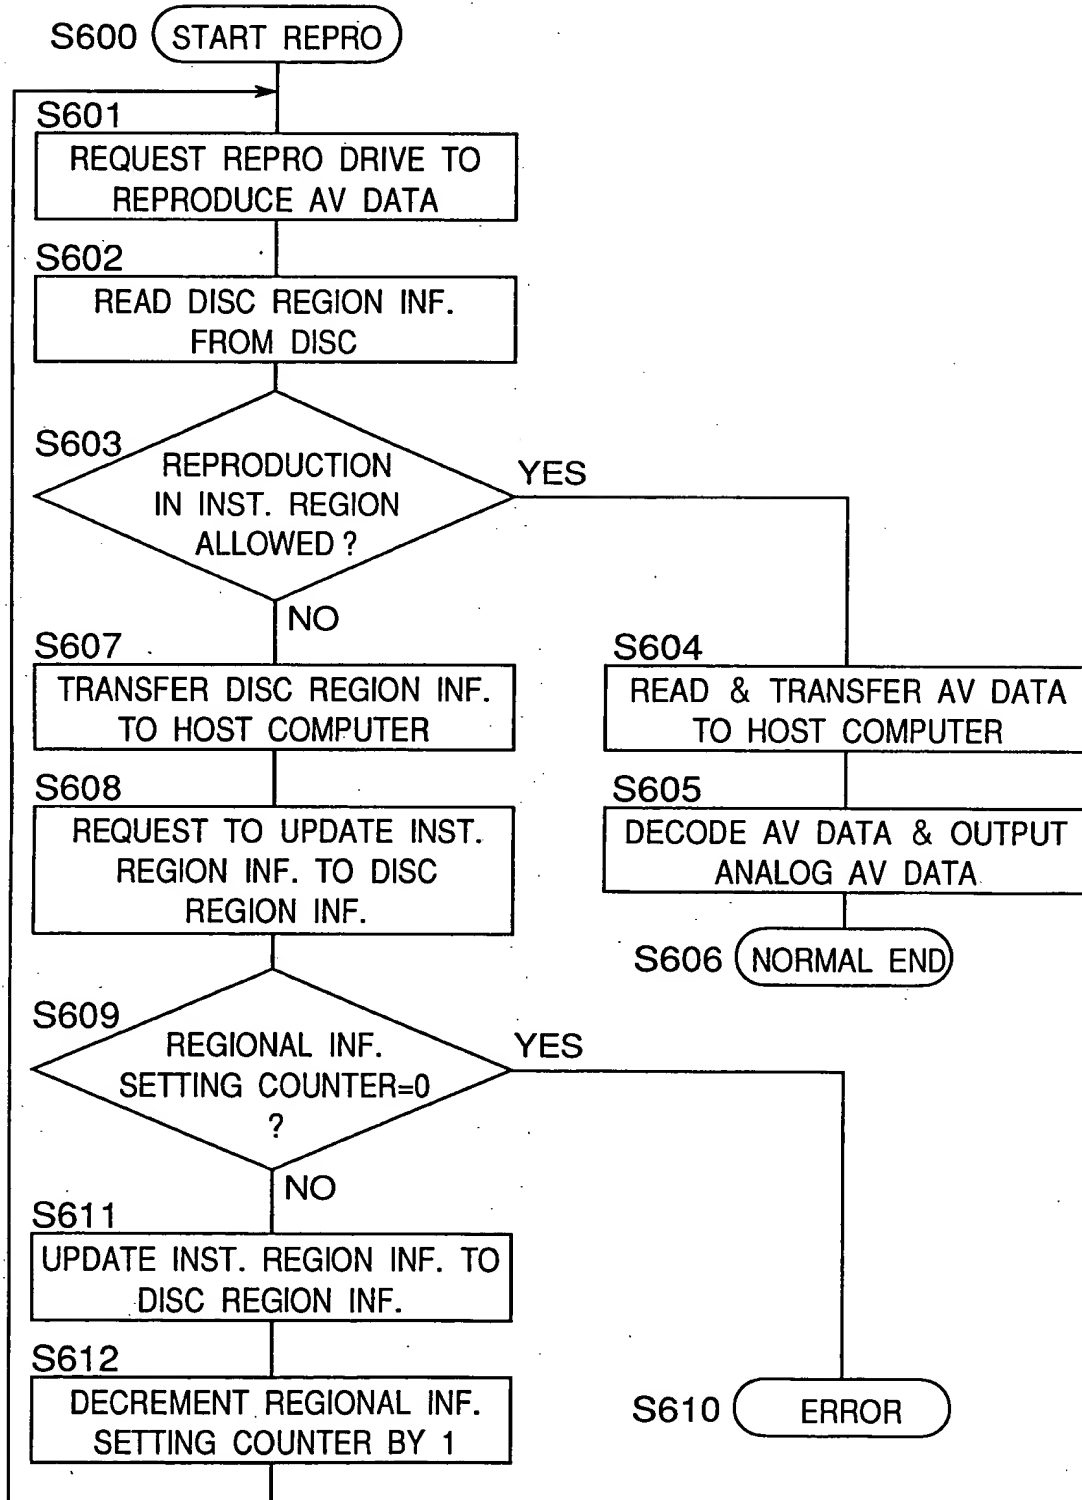 S600 START REPRO
S601
REQUEST REPRO DRIVE TO
REPRODUCE AV DATA
S602
READ DISC REGION INF.
FROM DISC
S603
REPRODUCTION
IN INST. REGION
ALLOWED ?
YES
NO
S607
TRANSFER DISC REGION INF.
TO HOST COMPUTER
S604
READ & TRANSFER AV DATA
TO HOST COMPUTER
S608
REQUEST TO UPDATE INST.
REGION INF. TO DISC
REGION INF.
S605
DECODE AV DATA & OUTPUT
ANALOG AV DATA
S606 NORMAL END
S609
REGIONAL INF.
SETTING COUNTER=0
?
YES
NO
S611
UPDATE INST. REGION INF. TO
DISC REGION INF.
S612
DECREMENT REGIONAL INF.
SETTING COUNTER BY 1
S610 ERROR